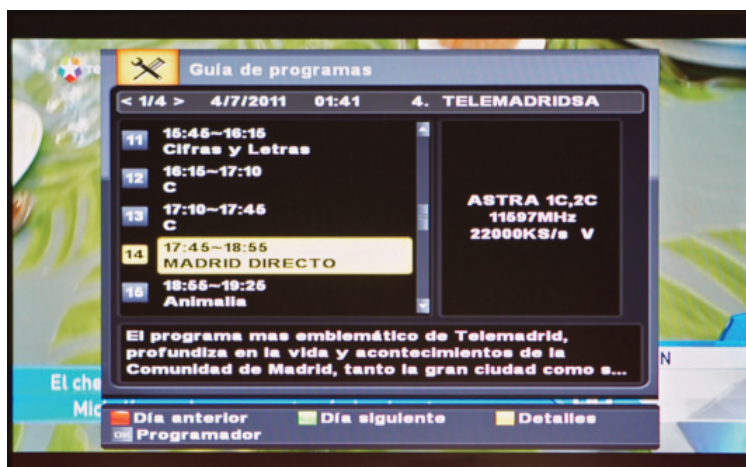 TE
Guía de programas
< 1/4 > 4/7/2011 01:41 4. TELEMADRIDSA
11 15:45~16:15
Cifras y Letras
12 16:15~17:10
C
13 17:10~17:45
C
14 17:45~18:55
MADRID DIRECTO
15 18:55~19:25
Animalia
ASTRA 1C,2C
11597MHz
22000KS/s V
El programa mas emblemático de Telemadrid,
profundiza en la vida y acontecimientos de la
Comunidad de Madrid, tanto la gran ciudad como s...
N
El che
Mic
Día anterior Día siguiente Detalles
OK Programador